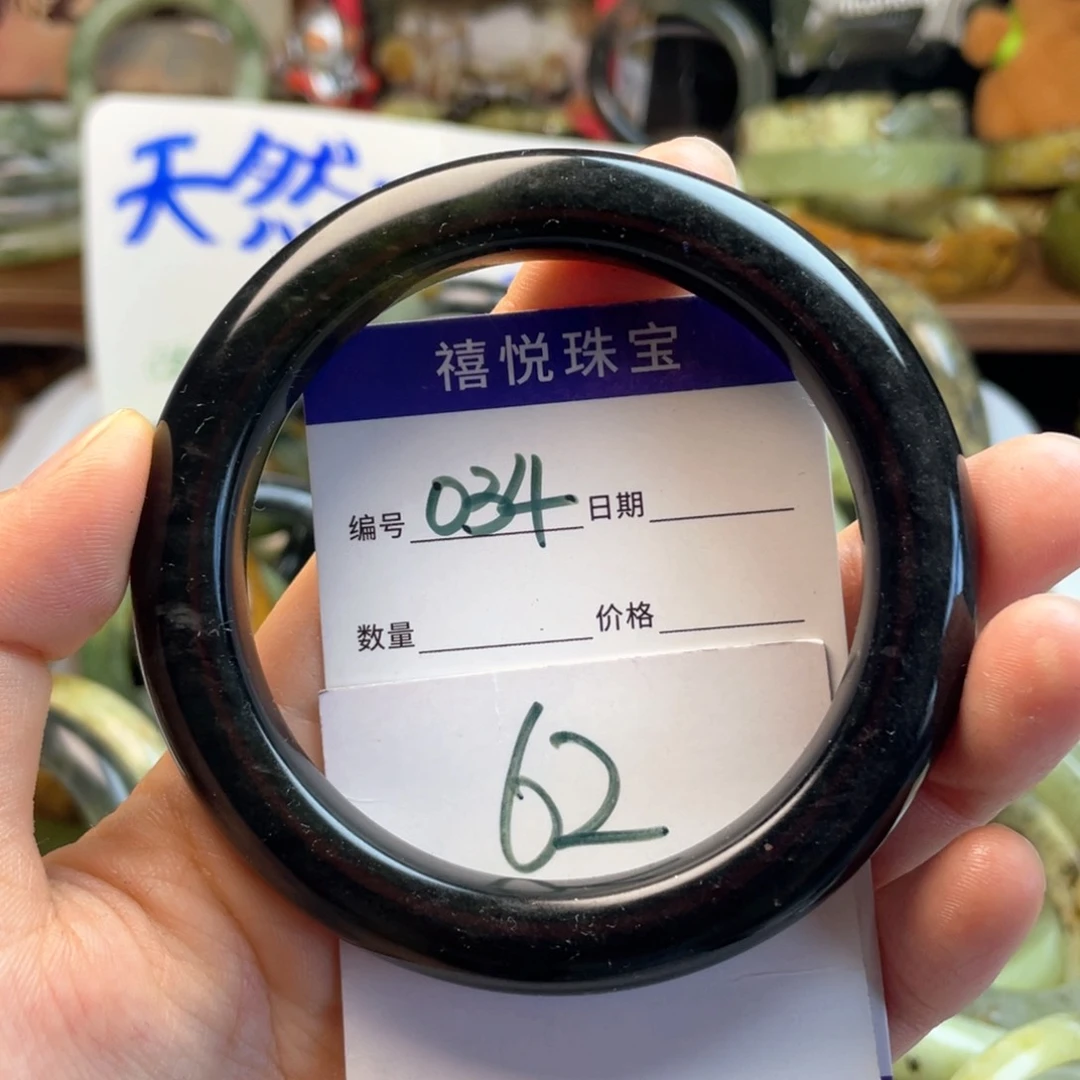 天然
禧悦珠宝
编号 034 日期
数量 价格
62